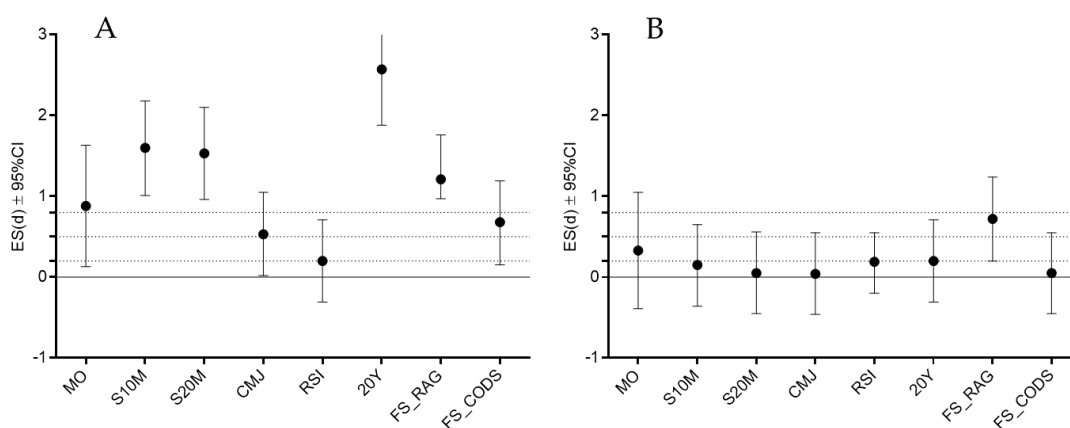 A
3
2
1
0
-1
ES(d) ± 95%CI
MO
S10M
S20M
CMJ
RSI
20Y
FS_RAG
FS_CODS
B
3
2
1
0
-1
ES(d) ± 95%CI
MO
S10M
S20M
CMJ
RSI
20Y
FS_RAG
FS_CODS